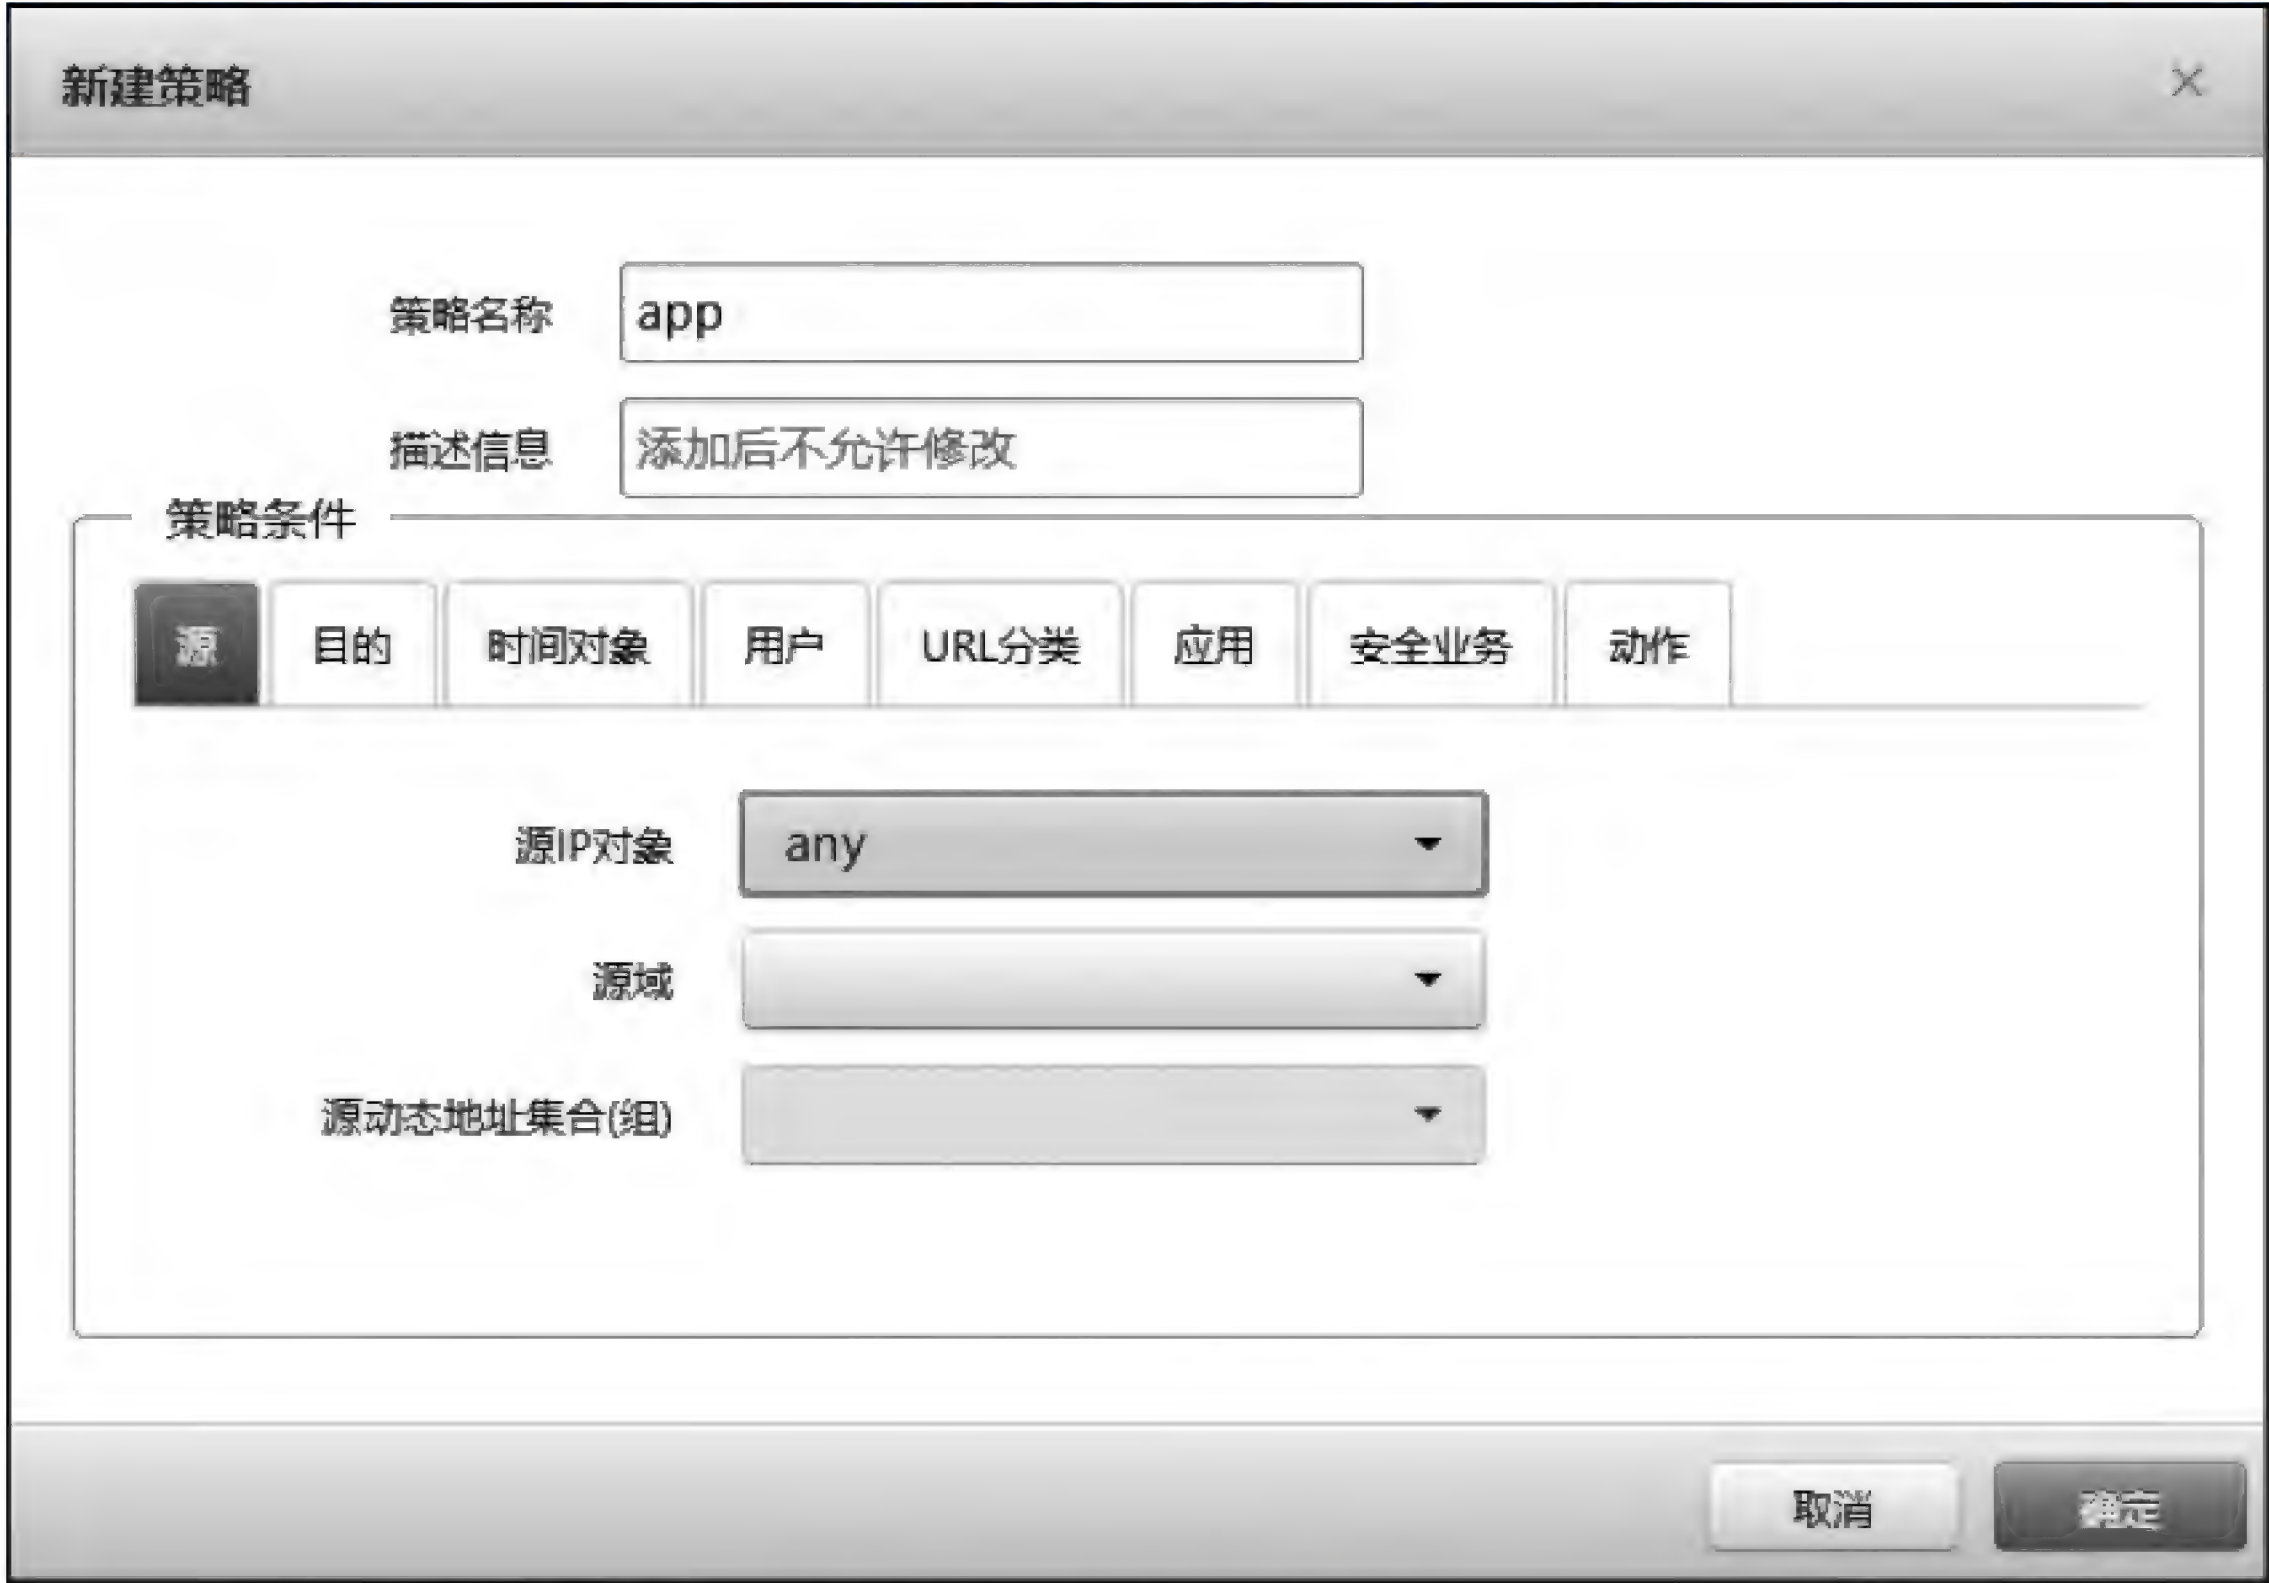 新建策略
策略名称 app
描述信息 添加后不允许修改
策略条件
源 目的 时间对象 用户 URL分类 应用 安全业务 动作
源IP对象 any
源域
源动态地址集合(组)
取消 确定